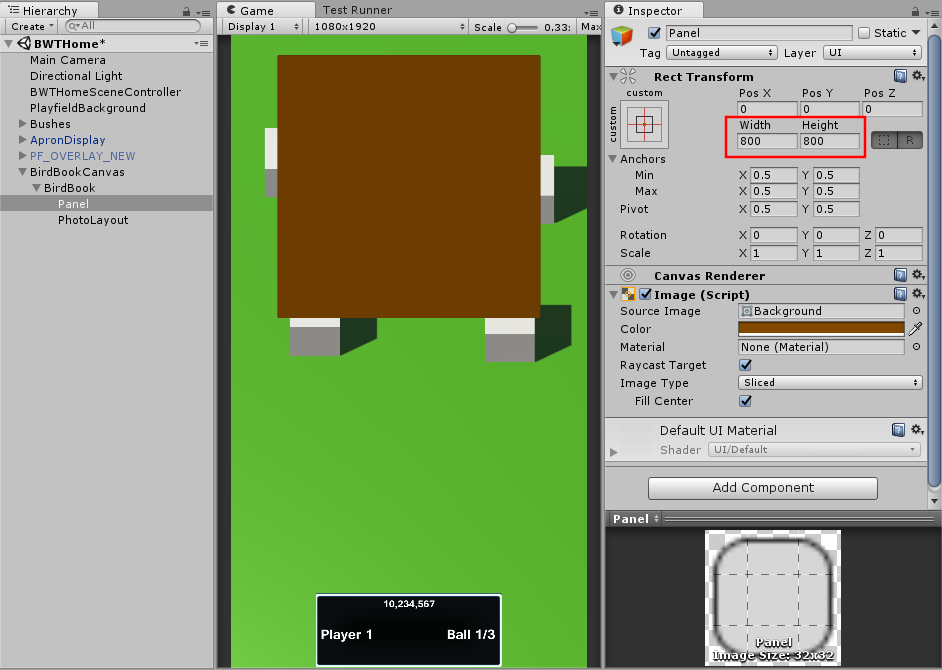 Hierarchy
Create
All
BWTHome*
Main Camera
Directional Light
BWTHomeSceneController
PlayfieldBackground
Bushes
ApronDisplay
PF_OVERLAY_NEW
BirdBookCanvas
BirdBook
Panel
PhotoLayout
Game
Test Runner
Display 1
1080x1920
Scale
0.33:
Max
10,234,567
Player 1
Ball 1/3
Inspector
Panel
Static
Tag
Untagged
Layer
UI
Rect Transform
custom
custom
Pos X
Pos Y
Pos Z
0
0
0
Width
Height
800
800
R
Anchors
Min
X 0.5
Y 0.5
Max
X 0.5
Y 0.5
Pivot
X 0.5
Y 0.5
Rotation
X 0
Y 0
Z 0
Scale
X 1
Y 1
Z 1
Canvas Renderer
Image (Script)
Source Image
Background
Color
Material
None (Material)
Raycast Target
Image Type
Sliced
Fill Center
Default UI Material
Shader
UI/Default
Add Component
Panel
Panel
Image Size: 32x32